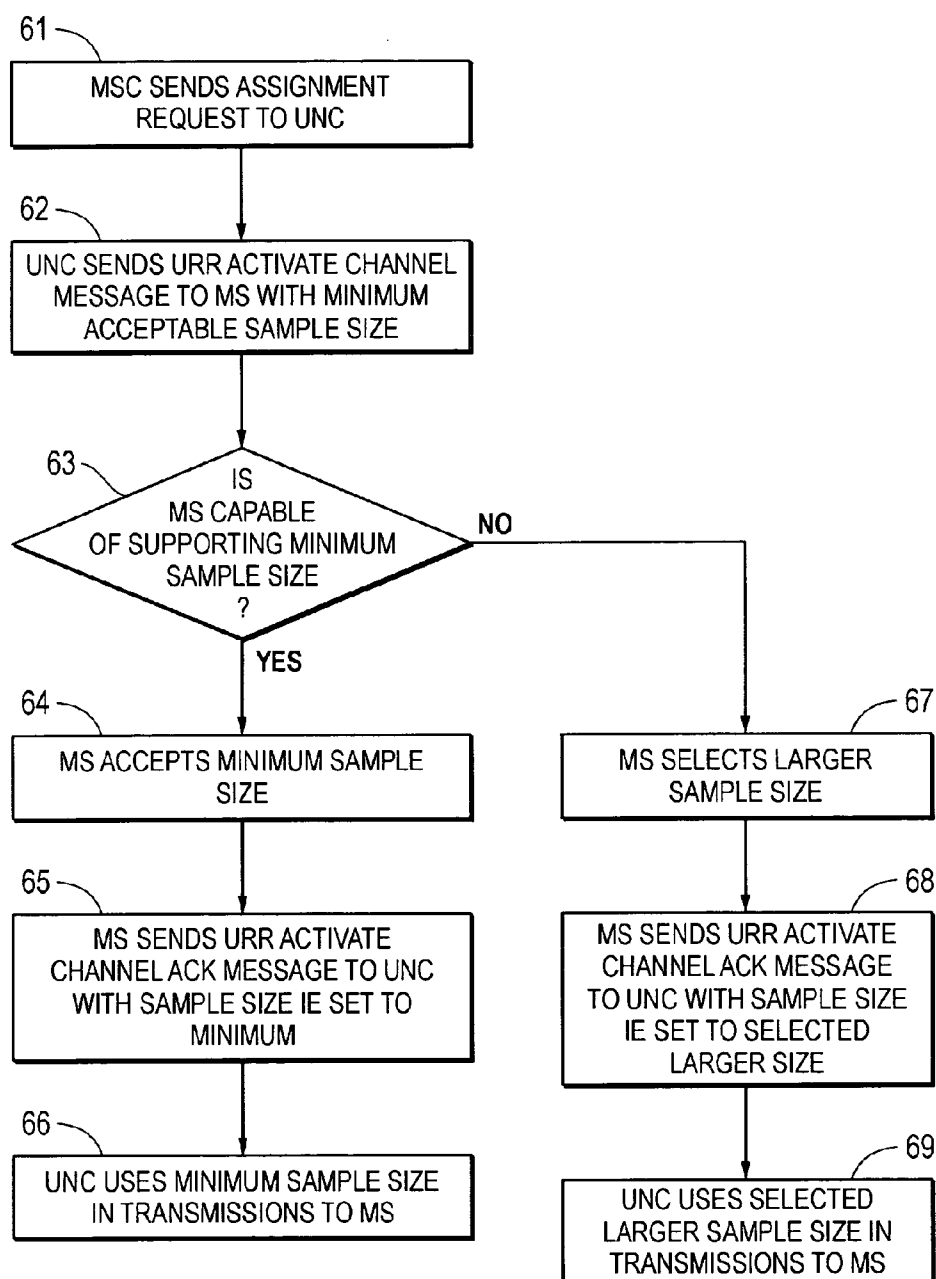 61
MSC SENDS ASSIGNMENT
REQUEST TO UNC
62
UNC SENDS URR ACTIVATE CHANNEL
MESSAGE TO MS WITH MINIMUM
ACCEPTABLE SAMPLE SIZE
63
IS
MS CAPABLE
OF SUPPORTING MINIMUM
SAMPLE SIZE
?
NO
YES
64
MS ACCEPTS MINIMUM SAMPLE
SIZE
65
MS SENDS URR ACTIVATE
CHANNEL ACK MESSAGE TO UNC
WITH SAMPLE SIZE IE SET TO
MINIMUM
66
UNC USES MINIMUM SAMPLE SIZE
IN TRANSMISSIONS TO MS
67
MS SELECTS LARGER
SAMPLE SIZE
68
MS SENDS URR ACTIVATE
CHANNEL ACK MESSAGE
TO UNC WITH SAMPLE SIZE
IE SET TO SELECTED
LARGER SIZE
69
UNC USES SELECTED
LARGER SAMPLE SIZE IN
TRANSMISSIONS TO MS